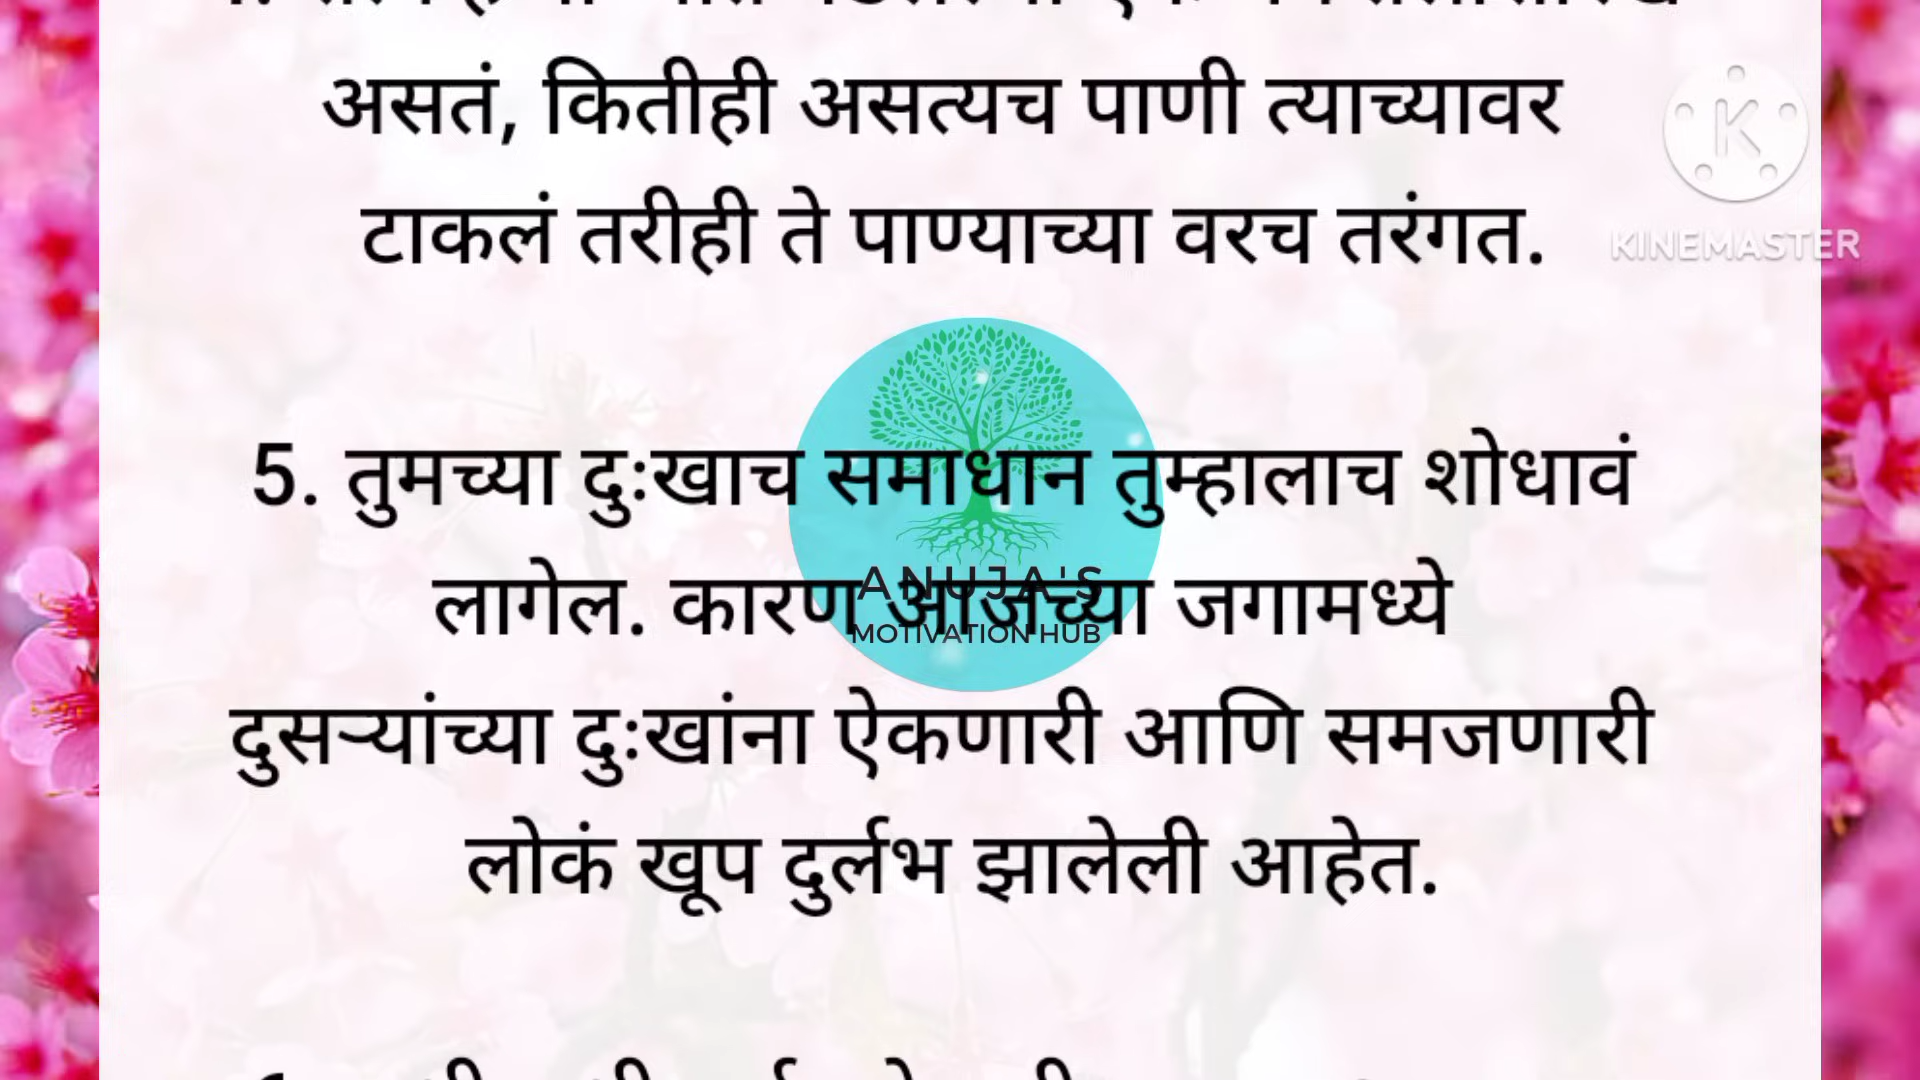 असतं, कितीही असत्यच पाणी त्याच्यावर
टाकलं तरीही ते पाण्याच्या वरच तरंगत.
KINEMASTER
5. तुमच्या दुःखाच समाधान तुम्हालाच शोधावं
लागेल. कारण आजच्या जगामध्ये
ANUJA'S
MOTIVATION HUB
दुसऱ्यांच्या दुःखांना ऐकणारी आणि समजणारी
लोकं खूप दुर्लभ झालेली आहेत.